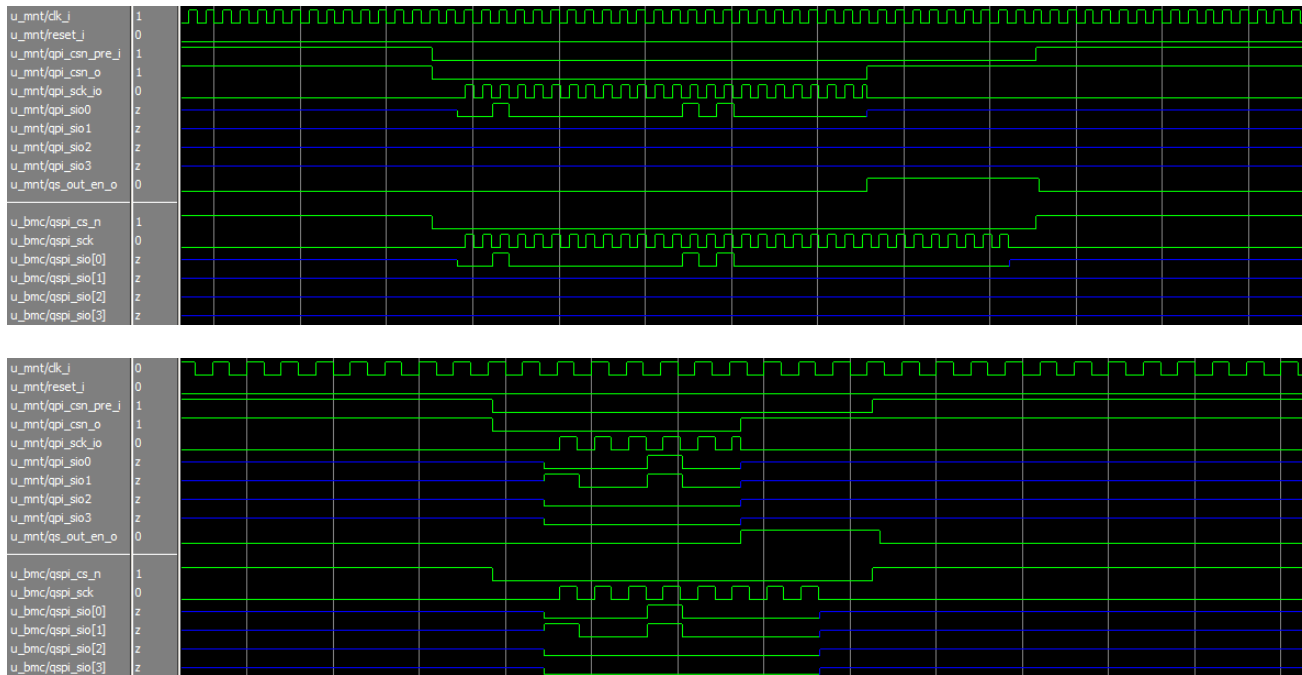 u_mnt/clk_i 1
u_mnt/reset_i 0
u_mnt/qpi_csn_pre_i 1
u_mnt/qpi_csn_o 1
u_mnt/qpi_sck_io 0
u_mnt/qpi_sio0 z
u_mnt/qpi_sio1 z
u_mnt/qpi_sio2 z
u_mnt/qpi_sio3 z
u_mnt/qs_out_en_o 0
u_bmc/qspi_cs_n 1
u_bmc/qspi_sck 0
u_bmc/qspi_sio[0] z
u_bmc/qspi_sio[1] z
u_bmc/qspi_sio[2] z
u_bmc/qspi_sio[3] z
u_mnt/clk_i 0
u_mnt/reset_i 0
u_mnt/qpi_csn_pre_i 1
u_mnt/qpi_csn_o 1
u_mnt/qpi_sck_io 0
u_mnt/qpi_sio0 z
u_mnt/qpi_sio1 z
u_mnt/qpi_sio2 z
u_mnt/qpi_sio3 z
u_mnt/qs_out_en_o 0
u_bmc/qspi_cs_n 1
u_bmc/qspi_sck 0
u_bmc/qspi_sio[0] z
u_bmc/qspi_sio[1] z
u_bmc/qspi_sio[2] z
u_bmc/qspi_sio[3] z